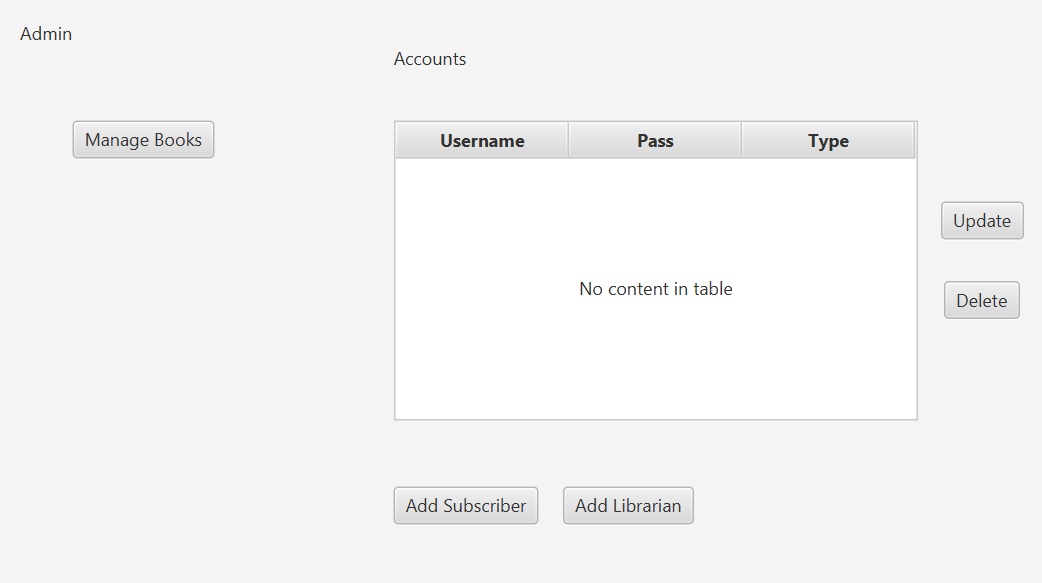 Admin
Accounts
Manage Books
Username Pass Type
Update
No content in table
Delete
Add Subscriber Add Librarian